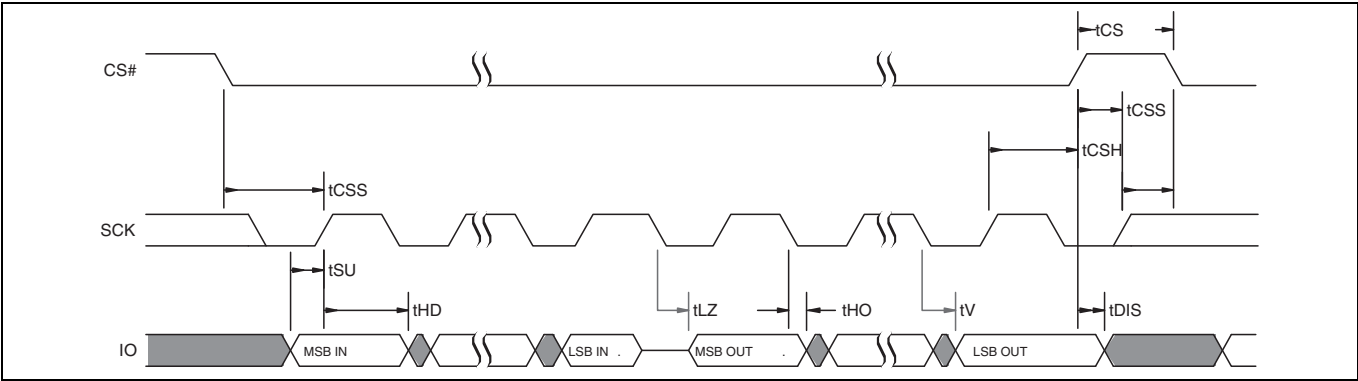 tCS
CS#
tCSS
tCSH
tCSS
SCK
tSU
tHD
tLZ
tHO
tV
tDIS
IO
MSB IN
LSB IN .
MSB OUT .
LSB OUT